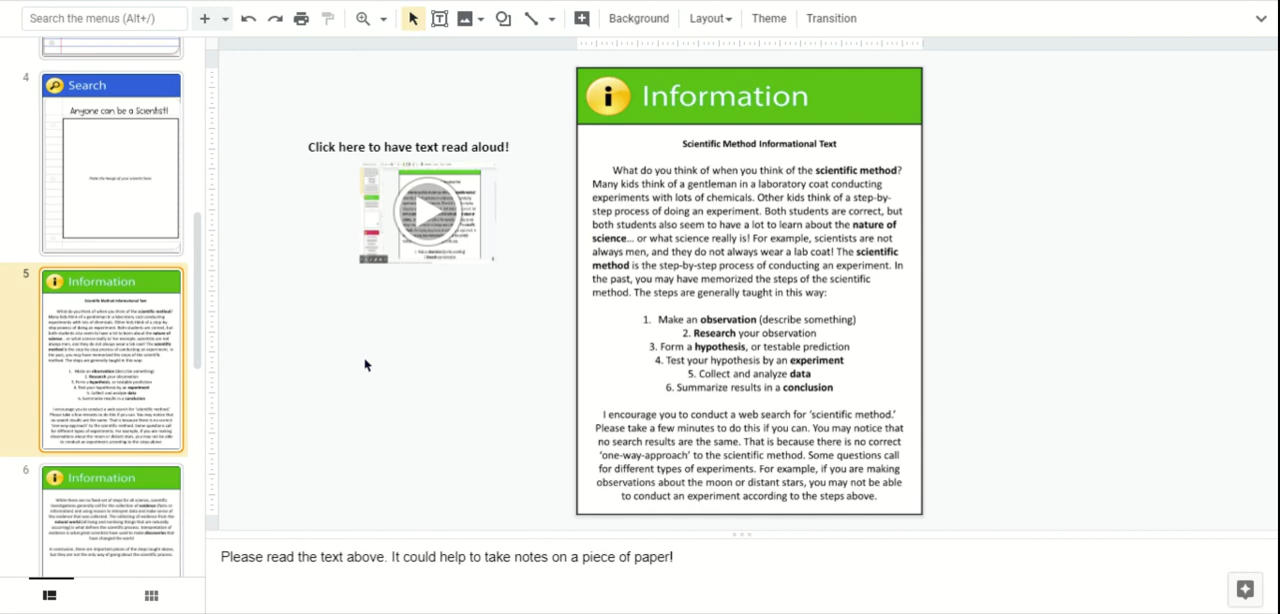 Search the menus (Alt+/)
Background
Layout
Theme
Transition
4
Search
Anyone can be a Scientist!
5
Information
Scientific Method Informational Text
6
Information
Click here to have text read aloud!
Information
Scientific Method Informational Text
What do you think of when you think of the scientific method?
Many kids think of a gentleman in a laboratory coat conducting
experiments with lots of chemicals. Other kids think of a step-by-
step process of doing an experiment. Both students are correct, but
both students also seem to have a lot to learn about the nature of
science… or what science really is! For example, scientists are not
always men, and they do not always wear a lab coat! The scientific
method is the step-by-step process of conducting an experiment. In
the past, you may have memorized the steps of the scientific
method. The steps are generally taught in this way:
1. Make an observation (describe something)
2. Research your observation
3. Form a hypothesis, or testable prediction
4. Test your hypothesis by an experiment
5. Collect and analyze data
6. Summarize results in a conclusion
I encourage you to conduct a web search for ‘scientific method.’
Please take a few minutes to do this if you can. You may notice that
no search results are the same. That is because there is no correct
‘one-way-approach’ to the scientific method. Some questions call
for different types of experiments. For example, if you are making
observations about the moon or distant stars, you may not be able
to conduct an experiment according to the steps above.
Please read the text above. It could help to take notes on a piece of paper!